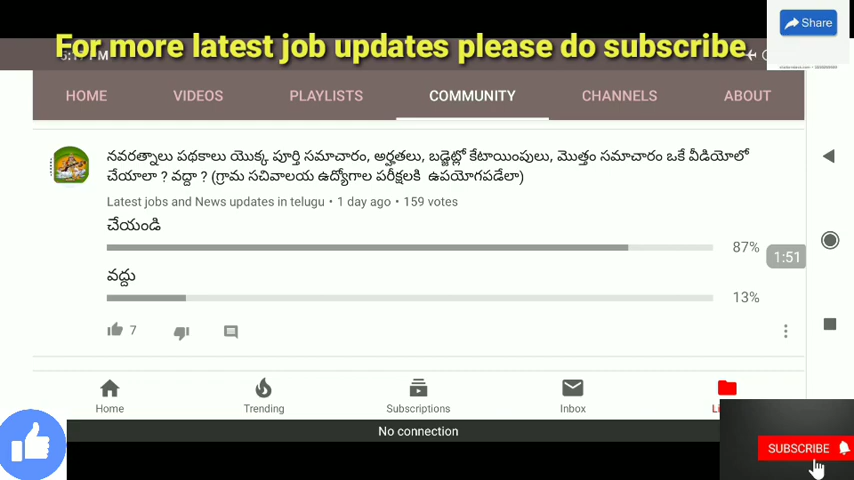 For more latest job updates please do subscribe
Share
HOME VIDEOS PLAYLISTS COMMUNITY CHANNELS ABOUT
నవరత్నాలు పథకాలు యొక్క పూర్తి సమాచారం, అర్హతలు, బడ్జెట్లో కేటాయింపులు, మొత్తం సమాచారం ఒకే వీడియోలో
చేయాలా ? వద్దా ? (గ్రామ సచివాలయ ఉద్యోగాల పరీక్షలకి ఉపయోగపడేలా)
Latest jobs and News updates in telugu • 1 day ago • 159 votes
చేయండి
87%
1:51
వద్దు
13%
7
Home Trending Subscriptions Inbox
No connection
SUBSCRIBE